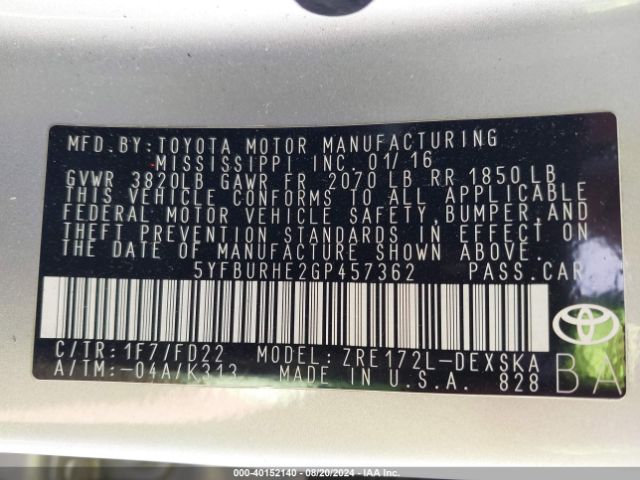 MFD. BY: TOYOTA MOTOR MANUFACTURING
MISSISSIPPI INC. 01/16
GVWR 3820LB GAWR FR 2070 LB RR 1850 LB
THIS VEHICLE CONFORMS TO ALL APPLICABLE
FEDERAL MOTOR VEHICLE SAFETY, BUMPER, AND
THEFT PREVENTION STANDARDS IN EFFECT ON
THE DATE OF MANUFACTURE SHOWN ABOVE.
5YFBURHE2GP457362 PASS. CAR
C/TR: 1F7/FD22 MODEL: ZRE172L-DEXSKA
A/TM: -04A/K313 MADE IN U.S.A. 828
BA
000-40152140 - 08/20/2024 - IAAI.COM